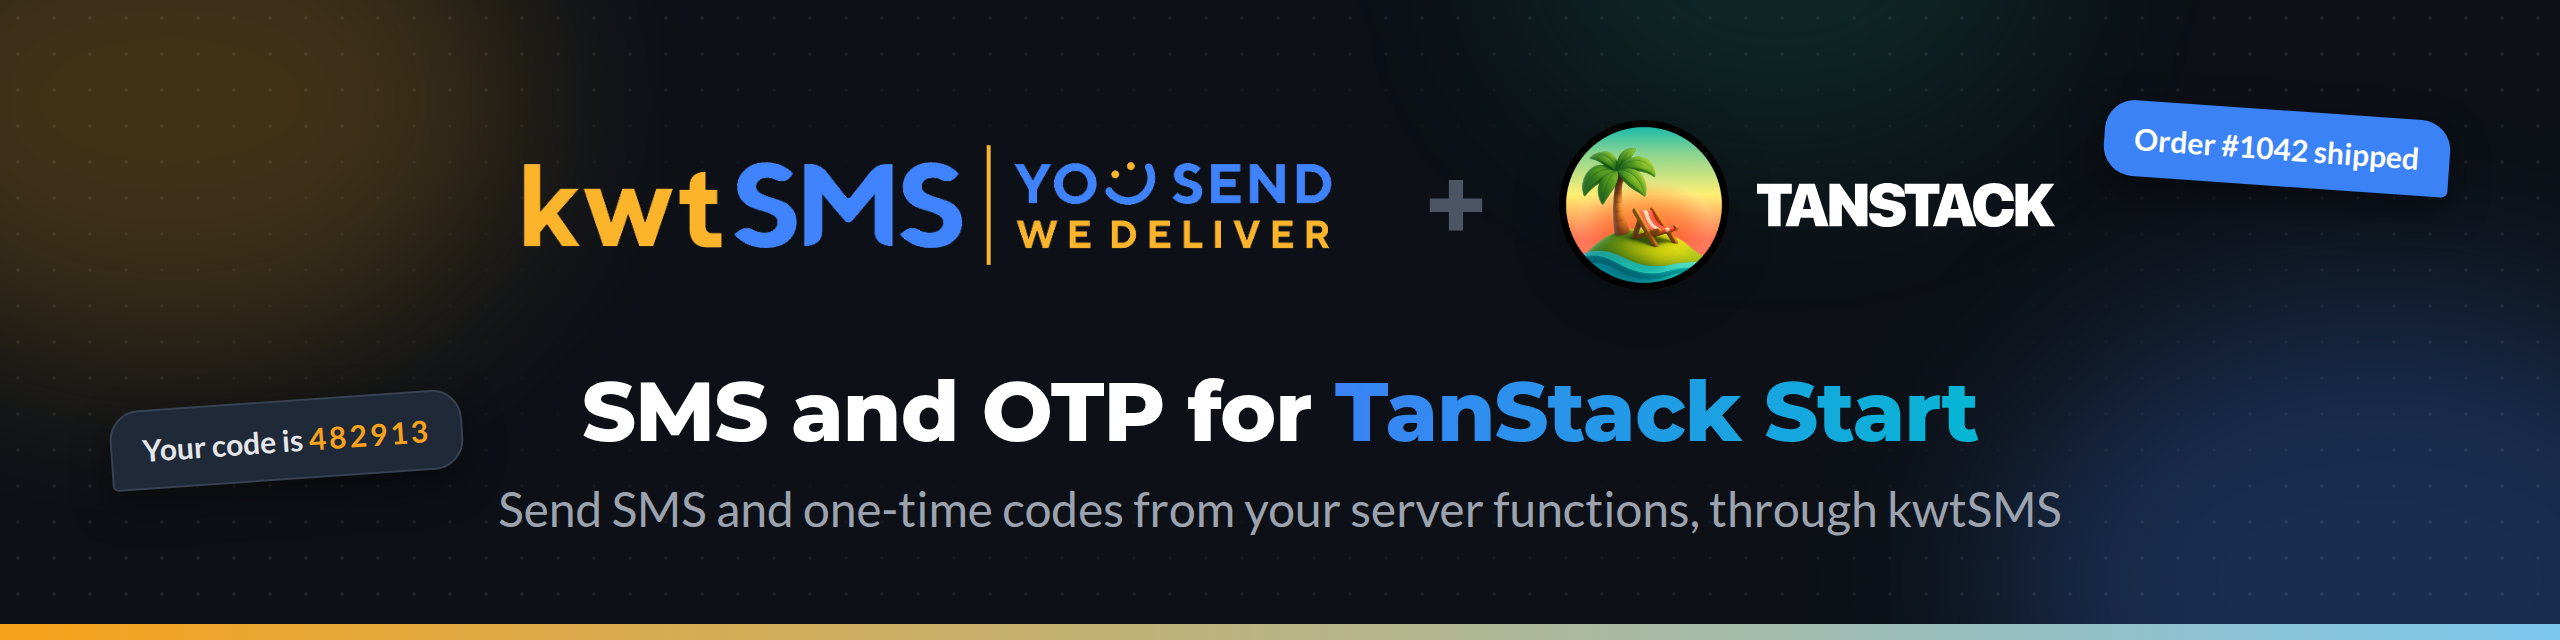 kwtSMS
YOU SEND
WE DELIVER
TANSTACK
Order #1042 shipped
SMS and OTP for TanStack Start
Your code is 482913
Send SMS and one-time codes from your server functions, through kwtSMS